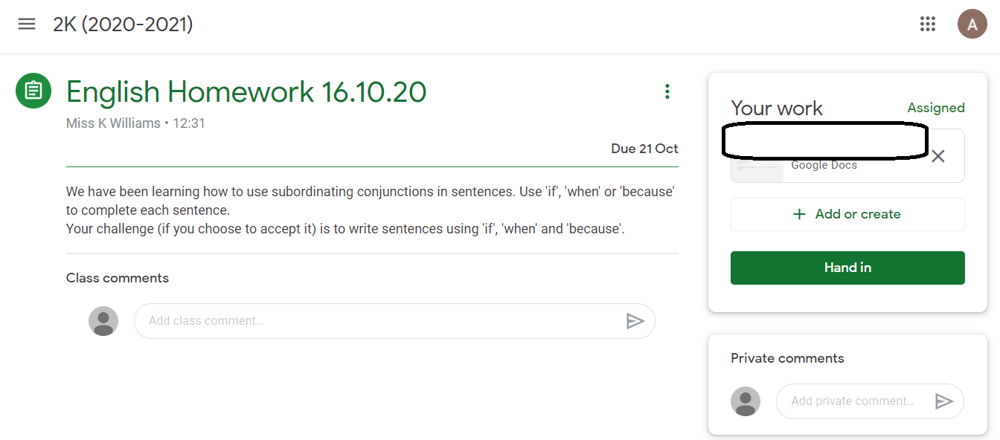 2K (2020-2021)
A
English Homework 16.10.20
Miss K Williams • 12:31
Due 21 Oct
We have been learning how to use subordinating conjunctions in sentences. Use 'if', 'when' or 'because'
to complete each sentence.
Your challenge (if you choose to accept it) is to write sentences using 'if', 'when' and 'because'.
Class comments
Add class comment...
Your work
Assigned
Google Docs
+ Add or create
Hand in
Private comments
Add private comment...